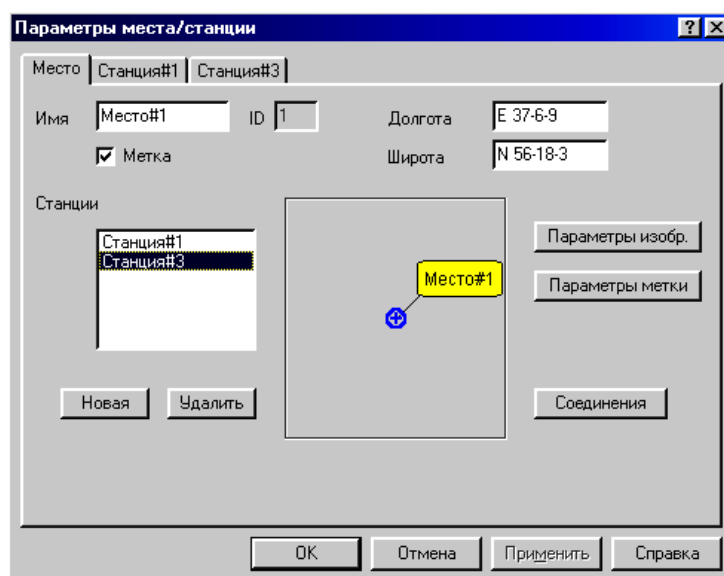 Параметры места/станции
Место Станция#1 Станция#3
Имя Место#1 ID 1 Долгота E 37-6-9
Метка Широта N 56-18-3
Станции
Станция#1
Станция#3
Место#1
Параметры изобр.
Параметры метки
Новая Удалить Соединения
OK Отмена Применить Справка